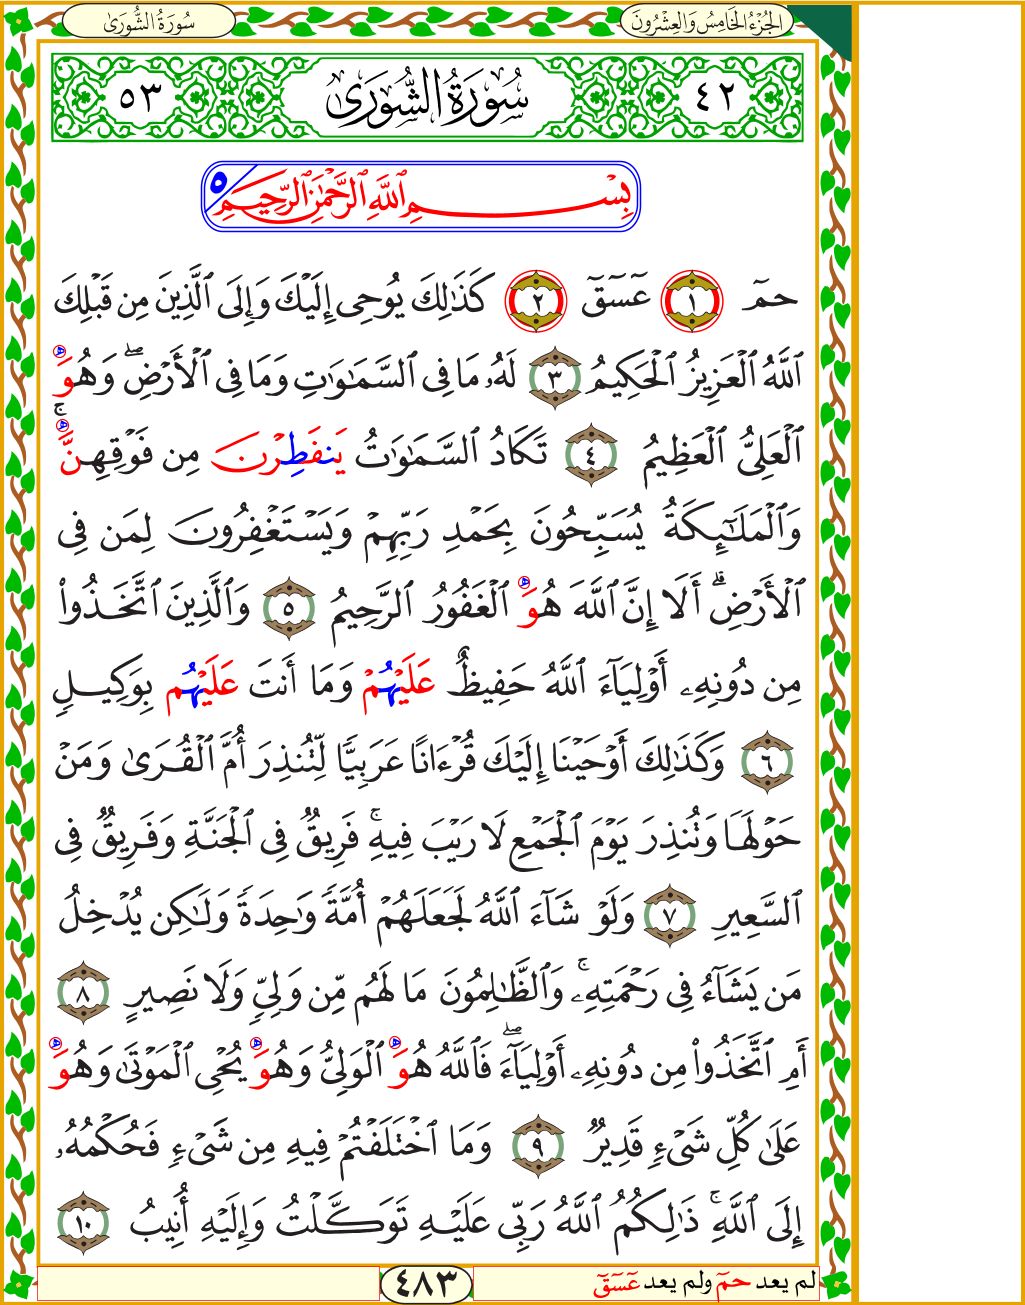 الجُزْءُ الخَامِسُ وَالعِشْرُونَ
سُورَةُ الشُّورَىٰ
٤٢ سُورَةُ الشُّورَىٰ ٥٣
بِسْمِ ٱللَّهِ ٱلرَّحْمَٰنِ ٱلرَّحِيمِ ٥
حمٓ ١ عٓسٓقٓ ٢ كَذَٰلِكَ يُوحِىٓ إِلَيْكَ وَإِلَى ٱلَّذِينَ مِن قَبْلِكَ
ٱللَّهُ ٱلْعَزِيزُ ٱلْحَكِيمُ ٣ لَهُۥ مَا فِى ٱلسَّمَٰوَٰتِ وَمَا فِى ٱلْأَرْضِ ۖ وَهُوَ
ٱلْعَلِىُّ ٱلْعَظِيمُ ٤ تَكَادُ ٱلسَّمَٰوَٰتُ يَنفَطِرْنَ مِن فَوْقِهِنَّ ۚ
وَٱلْمَلَٰٓئِكَةُ يُسَبِّحُونَ بِحَمْدِ رَبِّهِمْ وَيَسْتَغْفِرُونَ لِمَن فِى
ٱلْأَرْضِ ۗ أَلَا إِنَّ ٱللَّهَ هُوَ ٱلْغَفُورُ ٱلرَّحِيمُ ٥ وَٱلَّذِينَ ٱتَّخَذُوا۟
مِن دُونِهِۦ أَوْلِيَآءَ ٱللَّهُ حَفِيظٌ عَلَيْهُمْ وَمَا أَنتَ عَلَيْهُم بِوَكِيلٍ
٦ وَكَذَٰلِكَ أَوْحَيْنَا إِلَيْكَ قُرْءَانًا عَرَبِيًّا لِّتُنذِرَ أُمَّ ٱلْقُرَىٰ وَمَنْ
حَوْلَهَا وَتُنذِرَ يَوْمَ ٱلْجَمْعِ لَا رَيْبَ فِيهِ ۚ فَرِيقٌ فِى ٱلْجَنَّةِ وَفَرِيقٌ فِى
ٱلسَّعِيرِ ٧ وَلَوْ شَآءَ ٱللَّهُ لَجَعَلَهُمْ أُمَّةً وَٰحِدَةً وَلَٰكِن يُدْخِلُ
مَن يَشَآءُ فِى رَحْمَتِهِۦ ۚ وَٱلظَّٰلِمُونَ مَا لَهُم مِّن وَلِىٍّ وَلَا نَصِيرٍ ٨
أَمِ ٱتَّخَذُوا۟ مِن دُونِهِۦ أَوْلِيَآءَ ۖ فَٱللَّهُ هُوَ ٱلْوَلِىُّ وَهُوَ يُحْىِ ٱلْمَوْتَىٰ وَهُوَ
عَلَىٰ كُلِّ شَىْءٍ قَدِيرٌ ٩ وَمَا ٱخْتَلَفْتُمْ فِيهِ مِن شَىْءٍ فَحُكْمُهُۥ
إِلَى ٱللَّهِ ۚ ذَٰلِكُمُ ٱللَّهُ رَبِّى عَلَيْهِ تَوَكَّلْتُ وَإِلَيْهِ أُنِيبُ ١٠
لم يعد حمٓ ولم يعد عٓسٓقٓ
٤٨٣